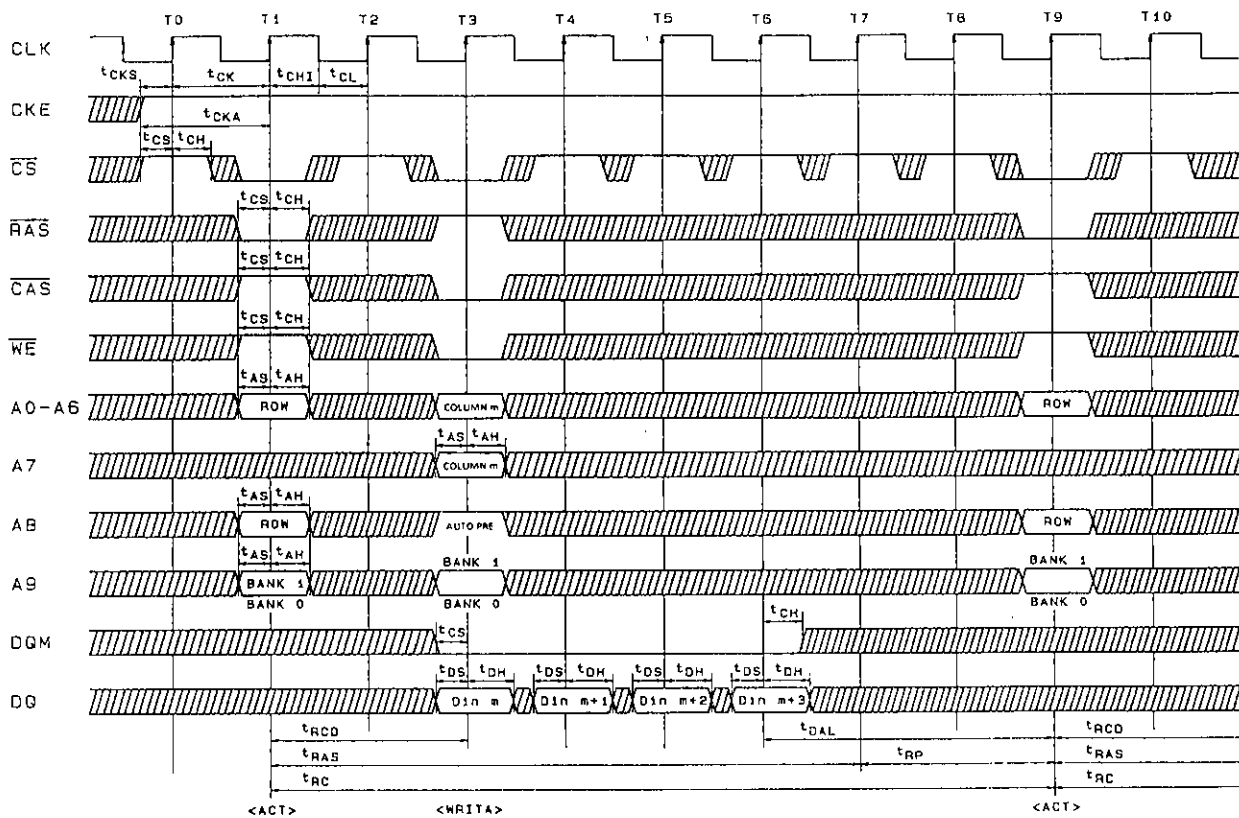 T0 T1 T2 T3 T4 T5 T6 T7 T8 T9 T10
CLK
tCKS tCK tCHI tCL
CKE
tCKA
tCS tCH
CS
tCS tCH
RAS
tCS tCH
CAS
tCS tCH
WE
tAS tAH
A0-A6 ROW COLUMN m ROW
tAS tAH
A7 COLUMN m
tAS tAH
A8 ROW AUTO PRE ROW
tAS tAH BANK 1 BANK 1
A9 BANK 1
BANK 0 BANK 0 BANK 0
tCH
DQM tCS
tDS tDH tDS tDH tDS tDH tDS tDH
DQ Din m Din m+1 Din m+2 Din m+3
tRCD tDAL tRCD
tRAS tRP tRAS
tRC tRC
<ACT> <WRITA> <ACT>